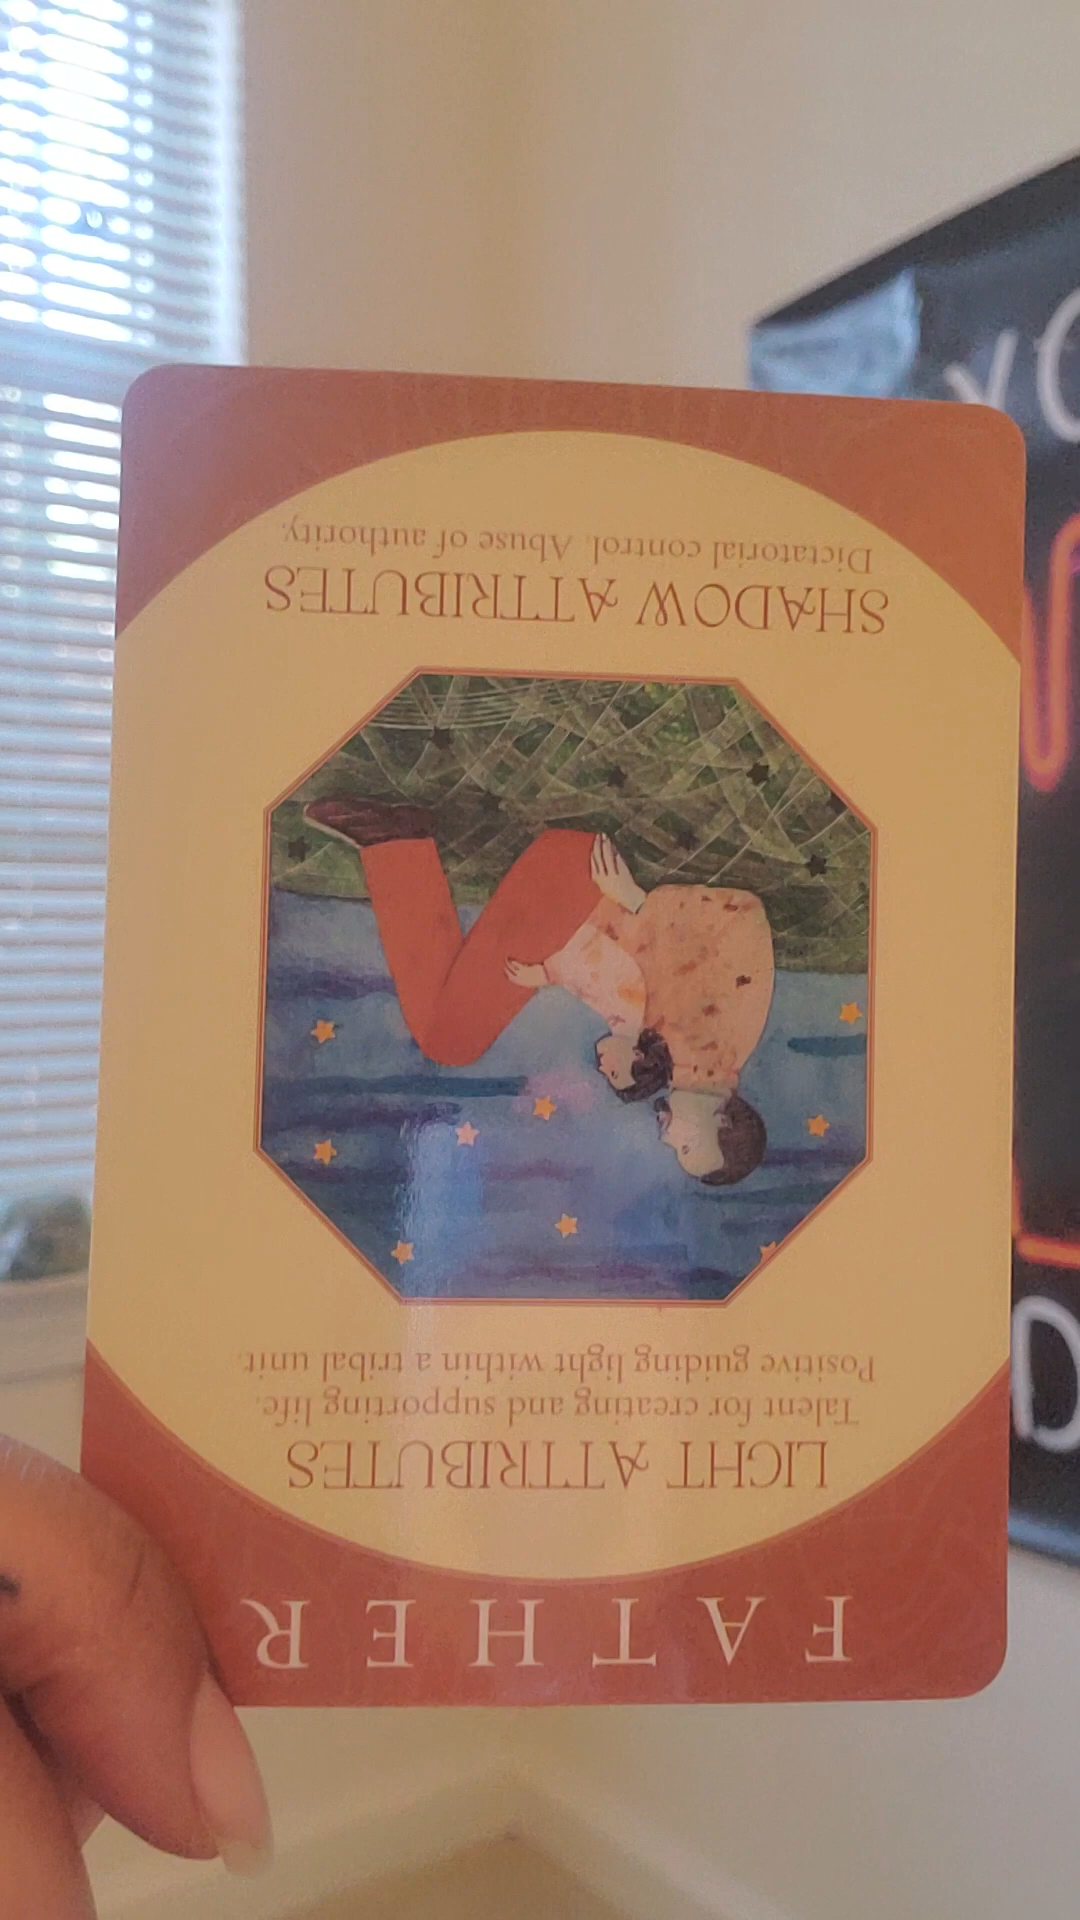 FATHER
LIGHT ATTRIBUTES
Talent for creating and supporting life.
Positive guiding light within a tribal unit.
SHADOW ATTRIBUTES
Dictatorial control. Abuse of authority.
YO
D